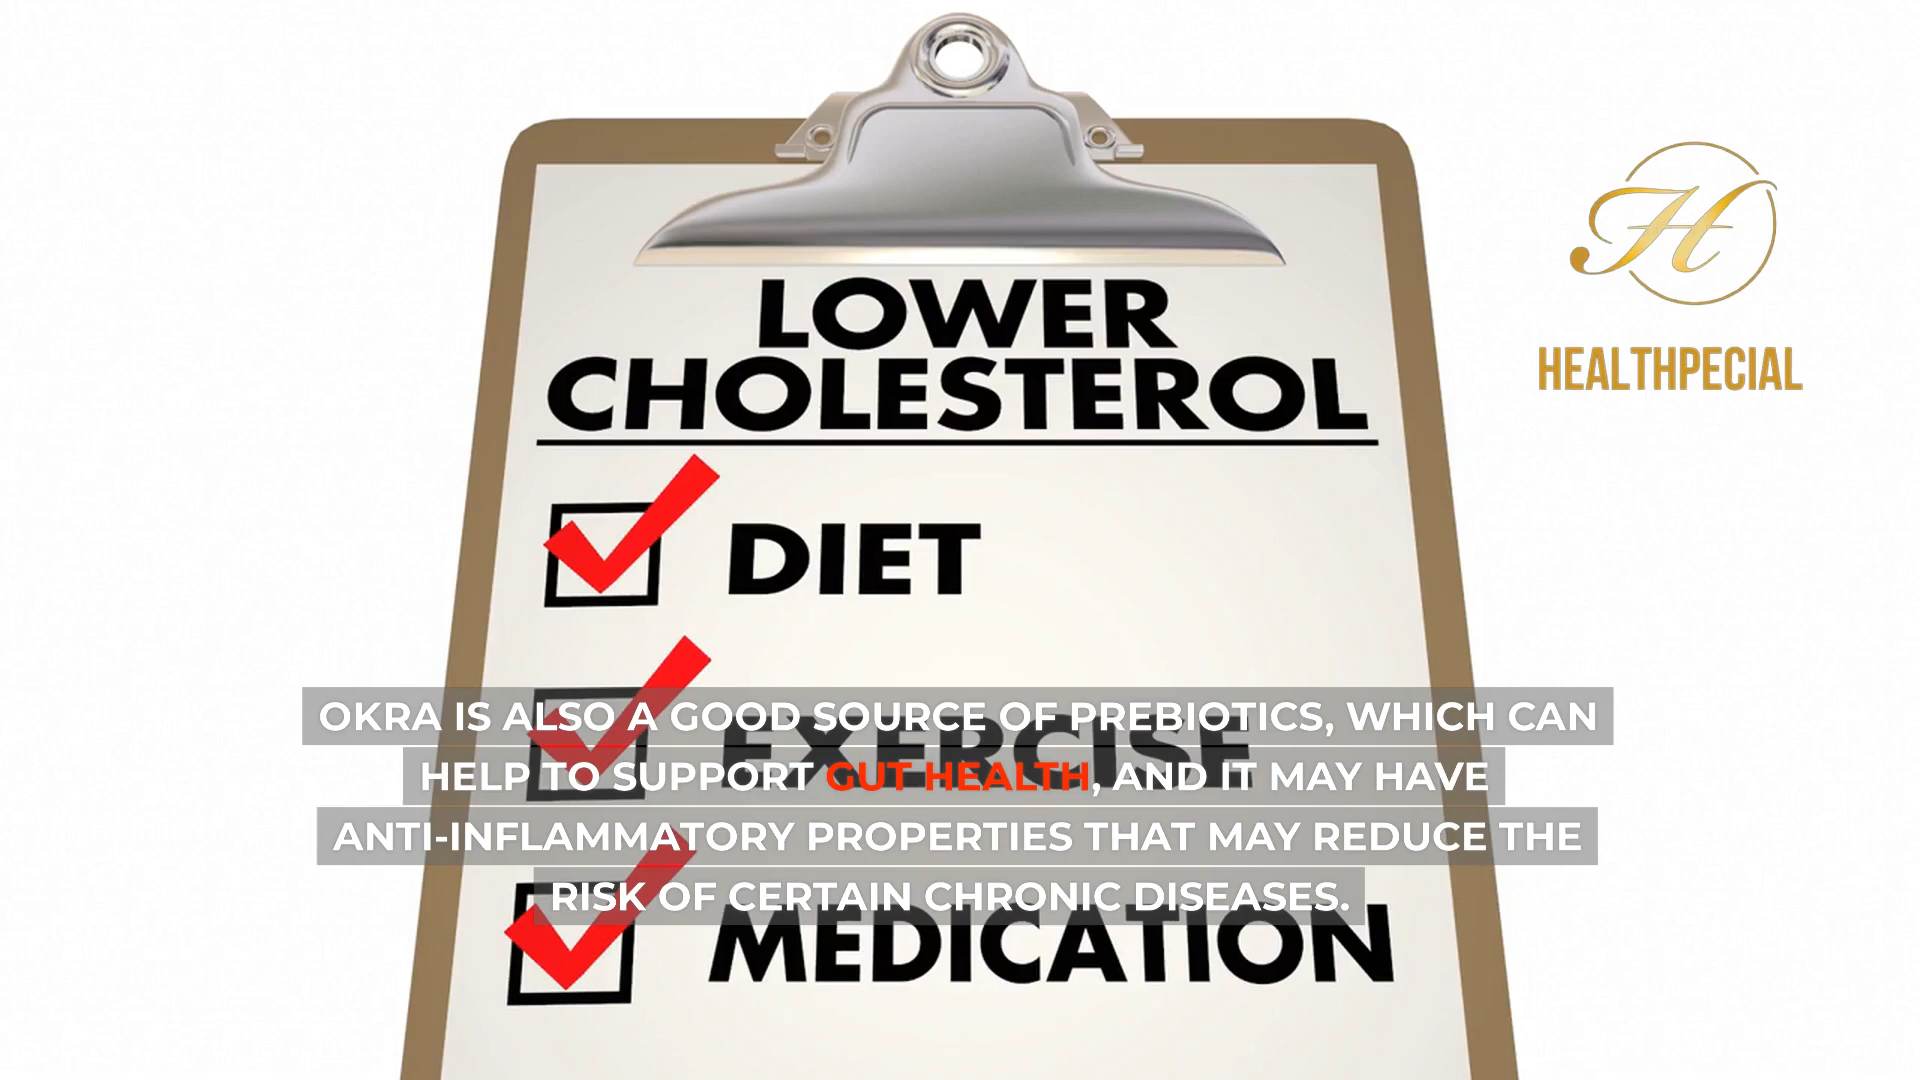 LOWER
CHOLESTEROL
HEALTHPECIAL
DIET
EXERCISE
OKRA IS ALSO A GOOD SOURCE OF PREBIOTICS, WHICH CAN
HELP TO SUPPORT GUT HEALTH, AND IT MAY HAVE
ANTI-INFLAMMATORY PROPERTIES THAT MAY REDUCE THE
RISK OF CERTAIN CHRONIC DISEASES.
MEDICATION